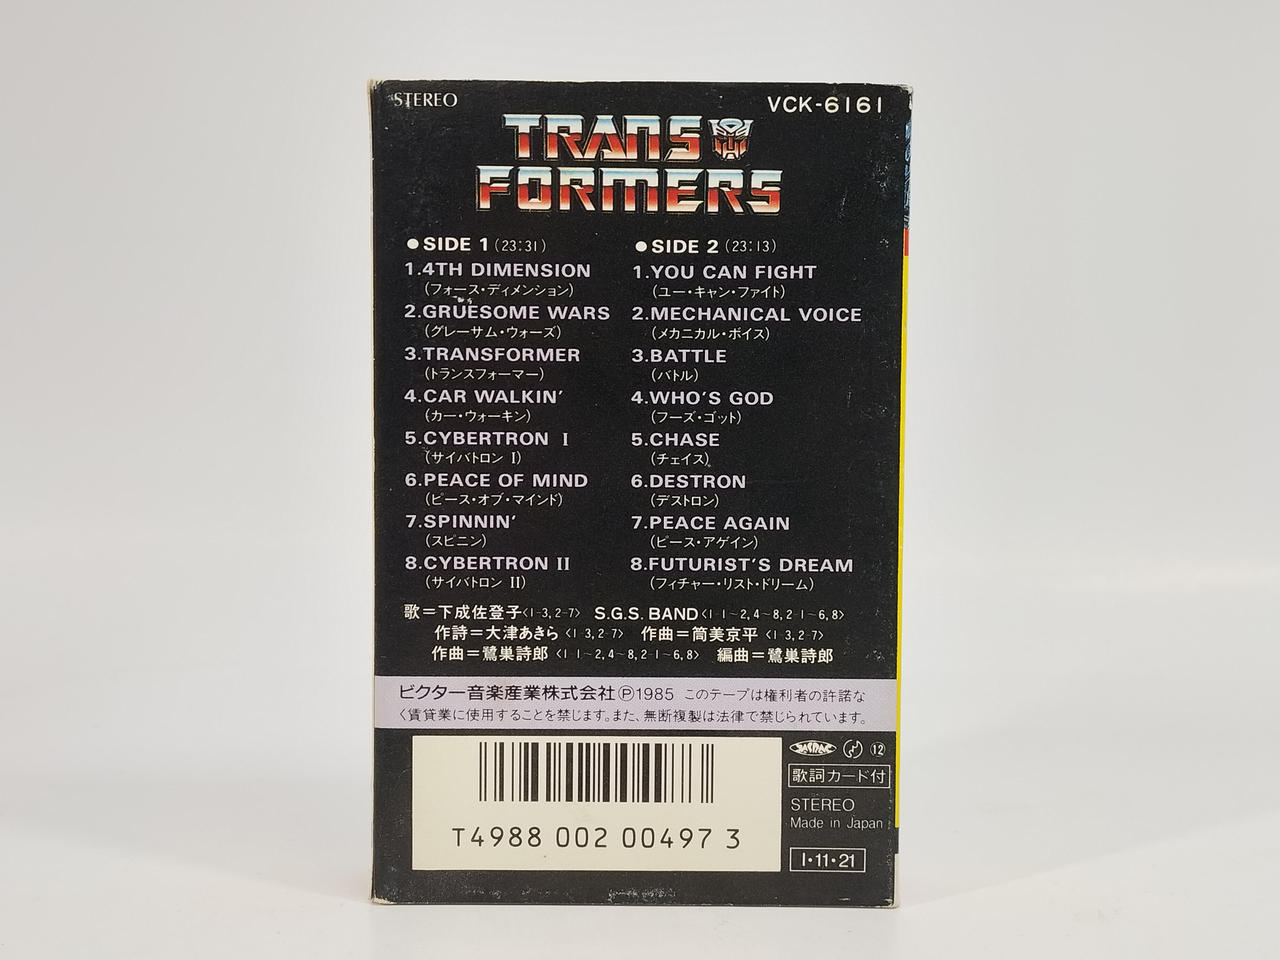 STEREO
VCK-6161
TRANS
FORMERS
●SIDE 1(23:31)
1.4TH DIMENSION
(フォース・ディメンション)
2.GRUESOME WARS
(グレーサム・ウォーズ)
3.TRANSFORMER
(トランスフォーマー)
4.CAR WALKIN'
(カー・ウォーキン)
5.CYBERTRON I
(サイバトロン I)
6.PEACE OF MIND
(ピース・オブ・マインド)
7.SPINNIN'
(スピニン)
8.CYBERTRON II
(サイバトロン II)
●SIDE 2(23:13)
1.YOU CAN FIGHT
(ユー・キャン・ファイト)
2.MECHANICAL VOICE
(メカニカル・ボイス)
3.BATTLE
(バトル)
4.WHO'S GOD
(フーズ・ゴット)
5.CHASE
(チェイス)
6.DESTRON
(デストロン)
7.PEACE AGAIN
(ピース・アゲイン)
8.FUTURIST'S DREAM
(フィチャー・リスト・ドリーム)
歌=下成佐登子〈1-3,2-7〉 S.G.S. BAND〈1-1~2,4~8,2-1~6,8〉
作詩=大津あきら〈1-3,2-7〉 作曲=筒美京平〈1-3,2-7〉
作曲=鷺巣詩郎〈1-1~2,4~8,2-1~6,8〉 編曲=鷺巣詩郎
ビクター音楽産業株式会社Ⓟ1985 このテープは権利者の許諾な
く賃貸業に使用することを禁じます。また、無断複製は法律で禁じられています。
T4988 002 00497 3
JASRAC ⑫
歌詞カード付
STEREO
Made in Japan
I・11・21